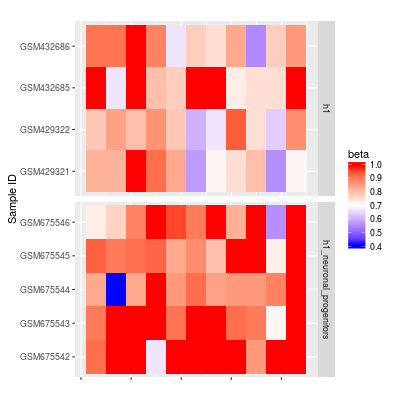 Sample ID
GSM432686
GSM432685
GSM429322
GSM429321
h1
GSM675546
GSM675545
GSM675544
GSM675543
GSM675542
h1_neuronal_progenitors
beta
1.0
0.9
0.8
0.7
0.6
0.5
0.4